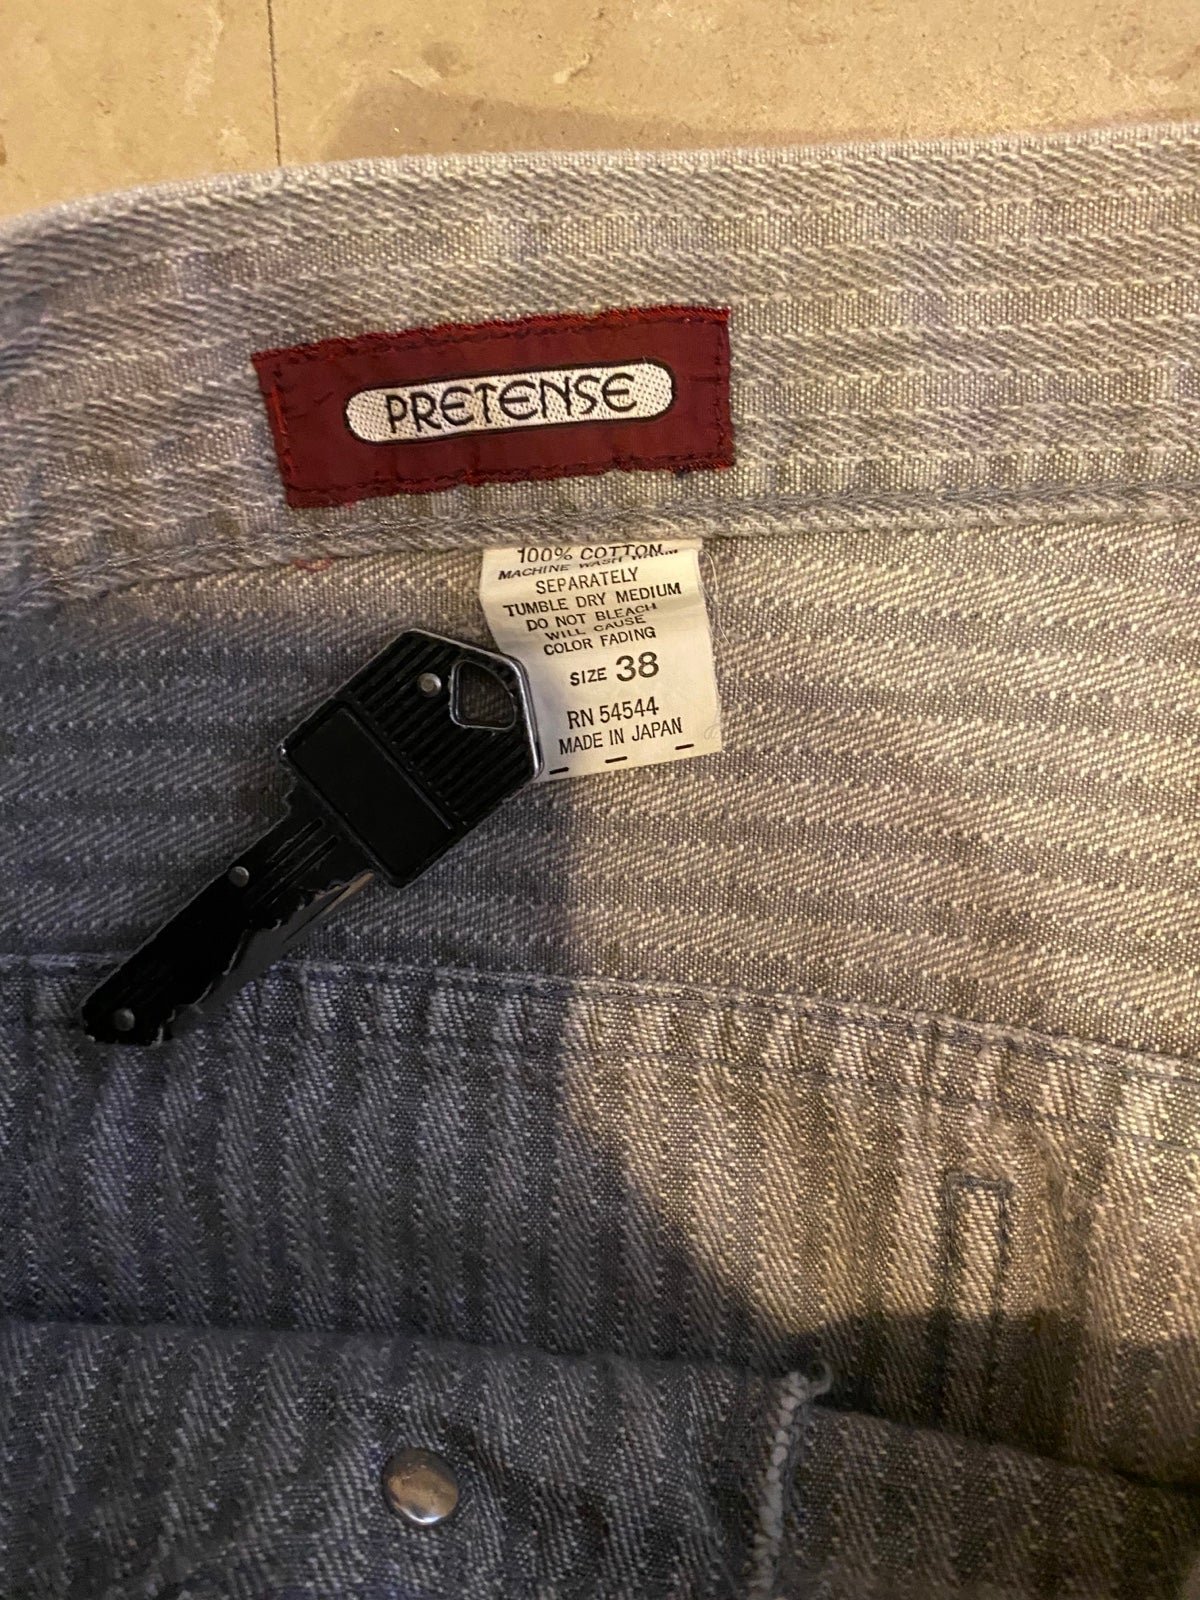 PRETENSE
100% COTTON
MACHINE WASH WARM
SEPARATELY
TUMBLE DRY MEDIUM
DO NOT BLEACH
WILL CAUSE
COLOR FADING
SIZE 38
RN 54544
MADE IN JAPAN